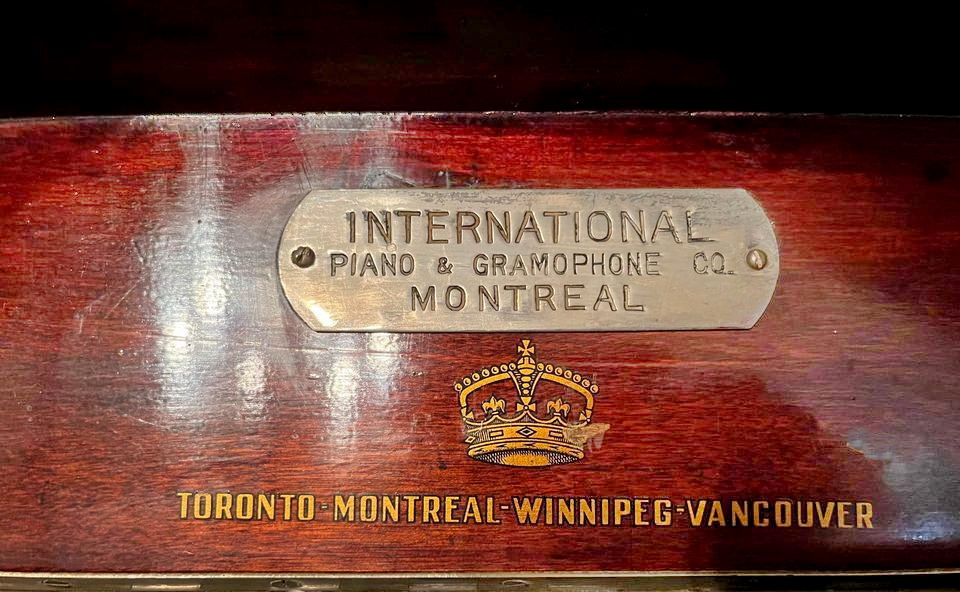 INTERNATIONAL
PIANO & GRAMOPHONE CO.
MONTREAL
TORONTO-MONTREAL-WINNIPEG-VANCOUVER